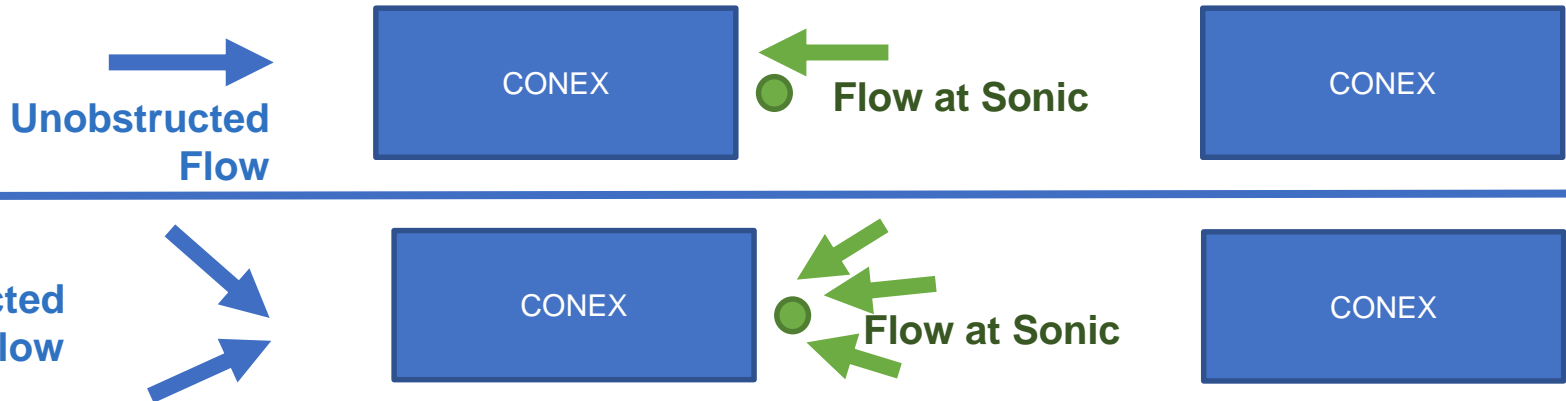 CONEX
CONEX
Flow at Sonic
Unobstructed
Flow
CONEX
CONEX
Flow at Sonic